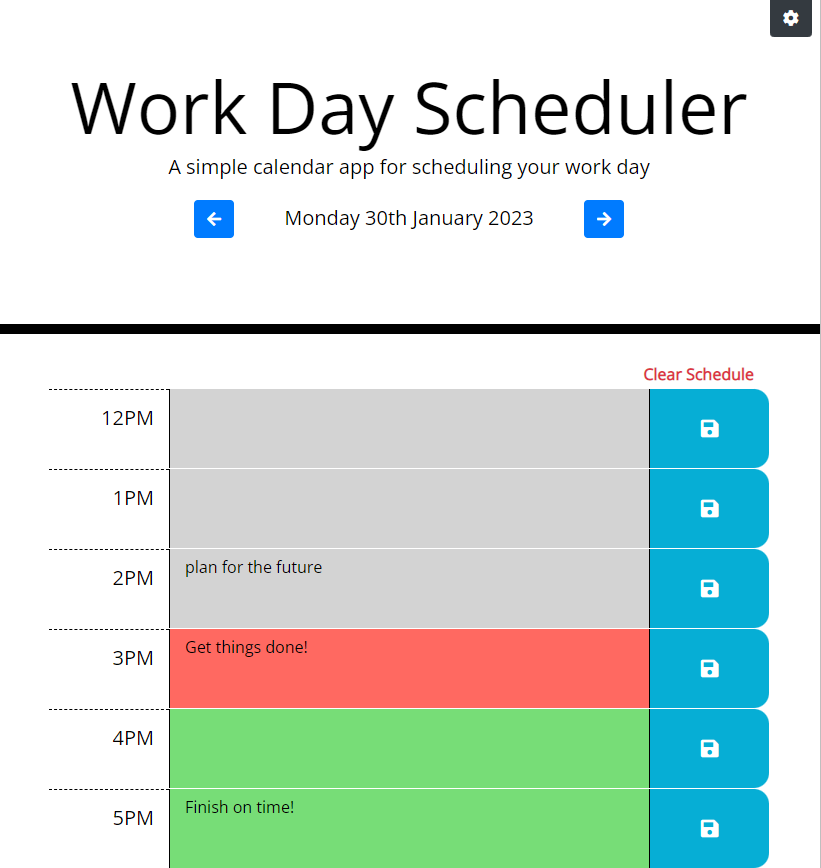 Work Day Scheduler
A simple calendar app for scheduling your work day
Monday 30th January 2023
Clear Schedule
12PM
1PM
2PM plan for the future
3PM Get things done!
4PM
5PM Finish on time!